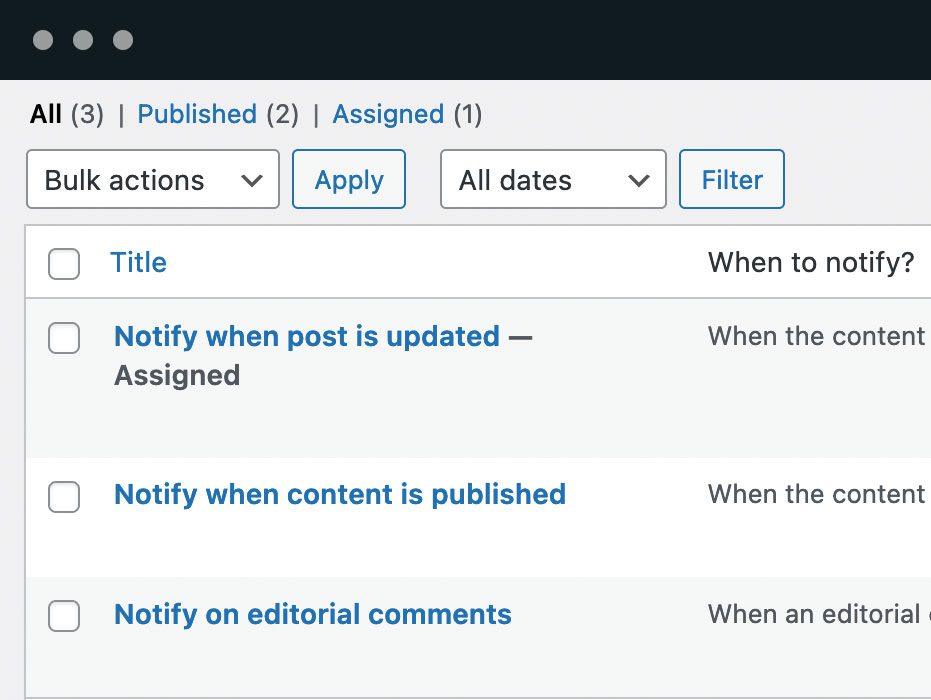 All (3) | Published (2) | Assigned (1)
Bulk actions Apply All dates Filter
Title When to notify?
Notify when post is updated — When the content
Assigned
Notify when content is published When the content
Notify on editorial comments When an editorial